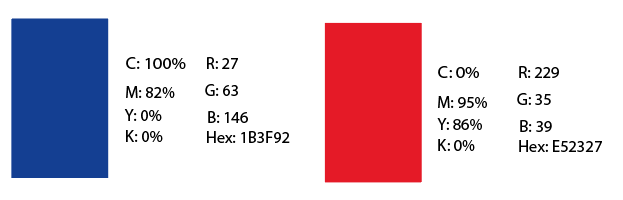 C: 100% R: 27
M: 82% G: 63
Y: 0% B: 146
K: 0% Hex: 1B3F92
C: 0% R: 229
M: 95% G: 35
Y: 86% B: 39
K: 0% Hex: E52327